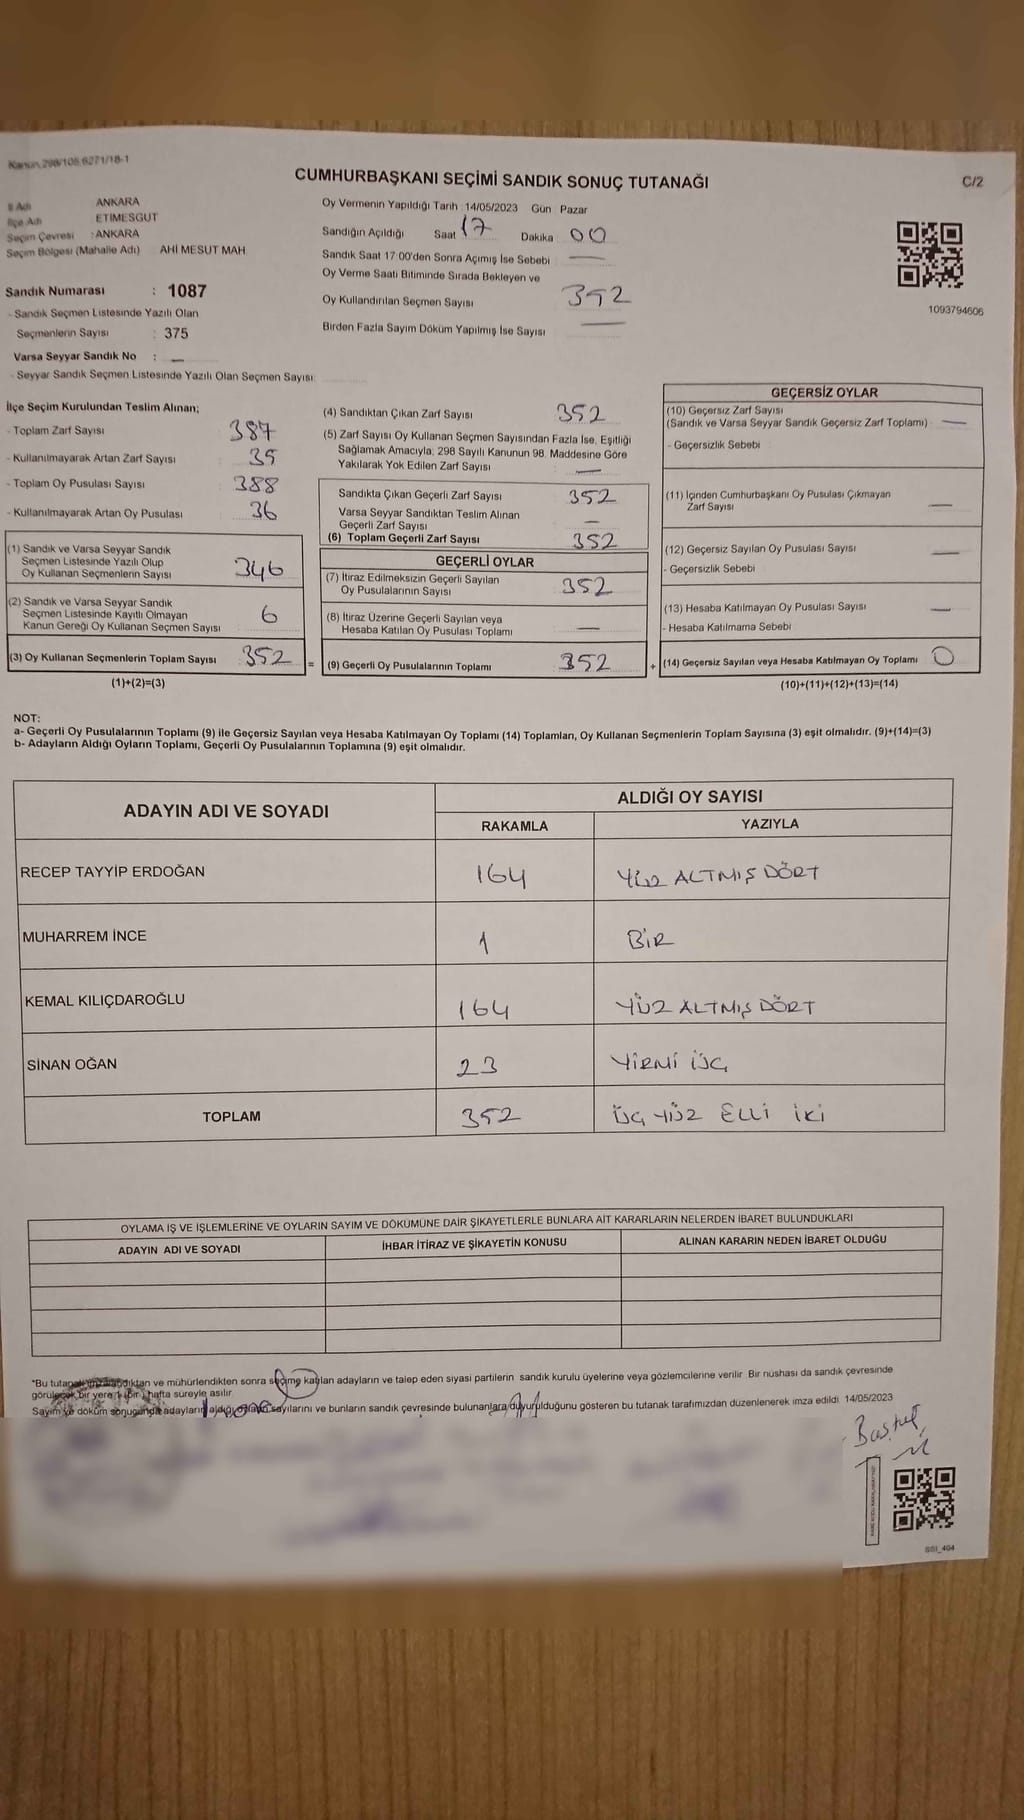 Kanun,298/108,6271/18-1
CUMHURBAŞKANI SEÇİMİ SANDIK SONUÇ TUTANAĞI
C/2
İl Adı ANKARA
İlçe Adı ETİMESGUT
Seçim Çevresi : ANKARA
Seçim Bölgesi (Mahalle Adı) AHİ MESUT MAH.
Sandık Numarası : 1087
- Sandık Seçmen Listesinde Yazılı Olan
Seçmenlerin Sayısı : 375
Varsa Seyyar Sandık No : —
- Seyyar Sandık Seçmen Listesinde Yazılı Olan Seçmen Sayısı:
Oy Vermenin Yapıldığı Tarih 14/05/2023 Gün Pazar
Sandığın Açıldığı Saat 17 Dakika 00
Sandık Saat 17:00'den Sonra Açmış İse Sebebi —
Oy Verme Saati Bitiminde Sırada Bekleyen ve
Oy Kullandırılan Seçmen Sayısı 352
Birden Fazla Sayım Döküm Yapılmış İse Sayısı —
1093794606
İlçe Seçim Kurulundan Teslim Alınan;
- Toplam Zarf Sayısı 387
- Kullanılmayarak Artan Zarf Sayısı 35
- Toplam Oy Pusulası Sayısı 388
- Kullanılmayarak Artan Oy Pusulası 36
(1) Sandık ve Varsa Seyyar Sandık
Seçmen Listesinde Yazılı Olup
Oy Kullanan Seçmenlerin Sayısı 346
(2) Sandık ve Varsa Seyyar Sandık
Seçmen Listesinde Kayıtlı Olmayan
Kanun Gereği Oy Kullanan Seçmen Sayısı 6
(3) Oy Kullanan Seçmenlerin Toplam Sayısı 352 =
(1)+(2)=(3)
(4) Sandıktan Çıkan Zarf Sayısı 352
(5) Zarf Sayısı Oy Kullanan Seçmen Sayısından Fazla İse, Eşitliği
Sağlamak Amacıyla, 298 Sayılı Kanunun 98. Maddesine Göre
Yakılarak Yok Edilen Zarf Sayısı —
Sandıkta Çıkan Geçerli Zarf Sayısı 352
Varsa Seyyar Sandıktan Teslim Alınan
Geçerli Zarf Sayısı —
(6) Toplam Geçerli Zarf Sayısı 352
GEÇERLİ OYLAR
(7) İtiraz Edilmeksizin Geçerli Sayılan
Oy Pusulalarının Sayısı 352
(8) İtiraz Üzerine Geçerli Sayılan veya
Hesaba Katılan Oy Pusulası Toplamı —
(9) Geçerli Oy Pusulalarının Toplamı 352 +
GEÇERSİZ OYLAR
(10) Geçersiz Zarf Sayısı
(Sandık ve Varsa Seyyar Sandık Geçersiz Zarf Toplamı) —
- Geçersizlik Sebebi
(11) İçinden Cumhurbaşkanı Oy Pusulası Çıkmayan
Zarf Sayısı —
(12) Geçersiz Sayılan Oy Pusulası Sayısı —
- Geçersizlik Sebebi
(13) Hesaba Katılmayan Oy Pusulası Sayısı —
- Hesaba Katılmama Sebebi
(14) Geçersiz Sayılan veya Hesaba Katılmayan Oy Toplamı 0
(10)+(11)+(12)+(13)=(14)
NOT:
a- Geçerli Oy Pusulalarının Toplamı (9) ile Geçersiz Sayılan veya Hesaba Katılmayan Oy Toplamı (14) Toplamları, Oy Kullanan Seçmenlerin Toplam Sayısına (3) eşit olmalıdır. (9)+(14)=(3)
b- Adayların Aldığı Oyların Toplamı, Geçerli Oy Pusulalarının Toplamına (9) eşit olmalıdır.
ADAYIN ADI VE SOYADI ALDIĞI OY SAYISI
RAKAMLA YAZIYLA
RECEP TAYYİP ERDOĞAN 164 YÜZ ALTMIŞ DÖRT
MUHARREM İNCE 1 BİR
KEMAL KILIÇDAROĞLU 164 YÜZ ALTMIŞ DÖRT
SİNAN OĞAN 23 YİRMİ ÜÇ
TOPLAM 352 ÜÇ YÜZ ELLİ İKİ
OYLAMA İŞ VE İŞLEMLERİNE VE OYLARIN SAYIM VE DÖKÜMÜNE DAİR ŞİKAYETLERLE BUNLARA AİT KARARLARIN NELERDEN İBARET BULUNDUKLARI
ADAYIN ADI VE SOYADI İHBAR İTİRAZ VE ŞİKAYETİN KONUSU ALINAN KARARIN NEDEN İBARET OLDUĞU
"Bu tutanak imzalandıktan ve mühürlendikten sonra seçime katılan adayların ve talep eden siyasi partilerin sandık kurulu üyelerine veya gözlemcilerine verilir. Bir nüshası da sandık çevresinde
görülecek bir yere 1 (bir) hafta süreyle asılır.
Sayım ve döküm sonucunda adayların aldığı oyların sayılarını ve bunların sandık çevresinde bulunanlara duyurulduğunu gösteren bu tutanak tarafımızdan düzenlenerek imza edildi. 14/05/2023
SSI_404